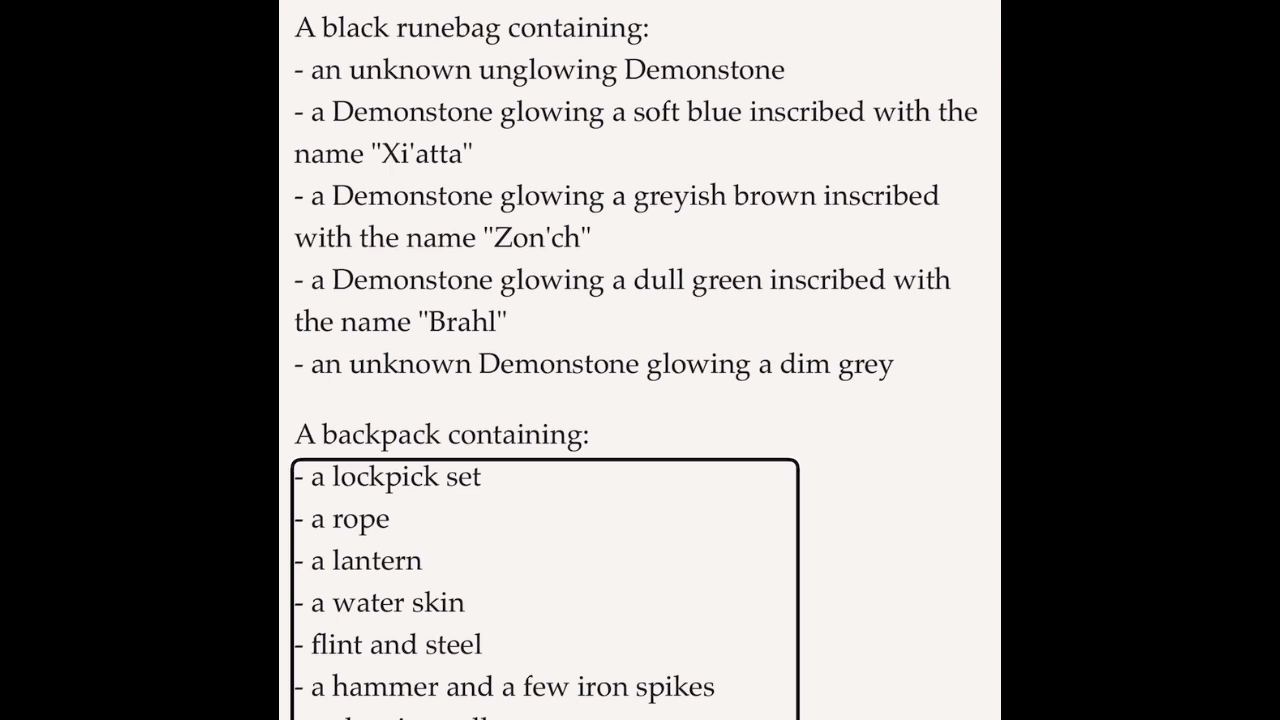 A black runebag containing:
- an unknown unglowing Demonstone
- a Demonstone glowing a soft blue inscribed with the
name "Xi'atta"
- a Demonstone glowing a greyish brown inscribed
with the name "Zon'ch"
- a Demonstone glowing a dull green inscribed with
the name "Brahl"
- an unknown Demonstone glowing a dim grey
A backpack containing:
- a lockpick set
- a rope
- a lantern
- a water skin
- flint and steel
- a hammer and a few iron spikes